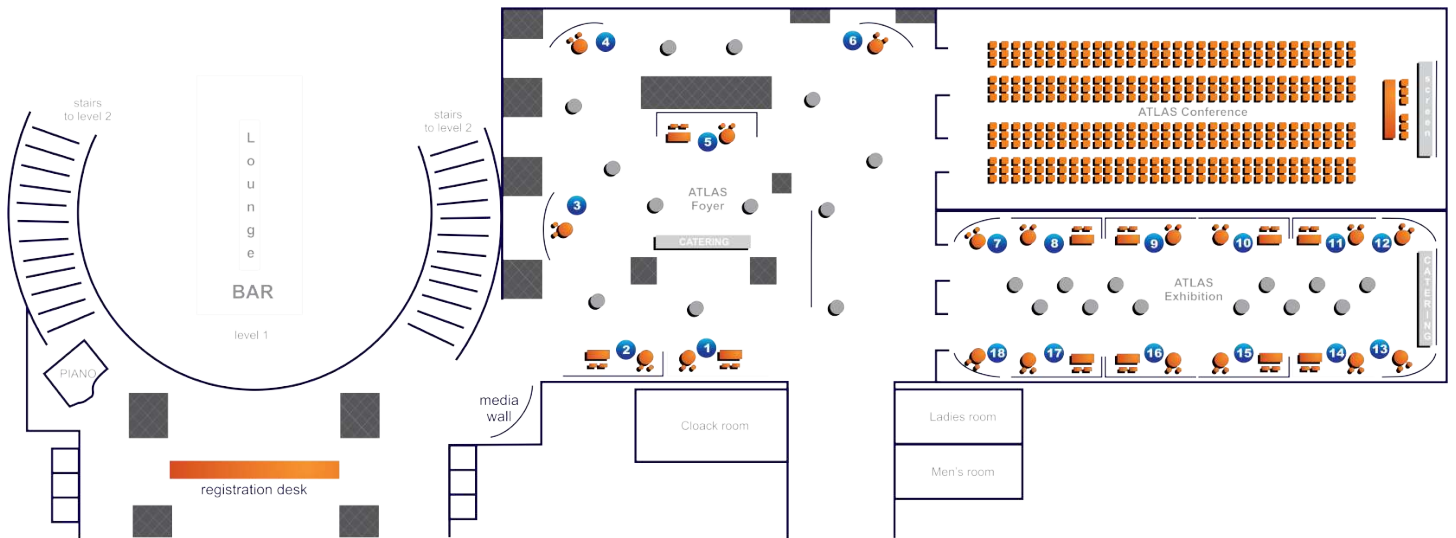 stairs
to level 2
Lounge
BAR
level 1
stairs
to level 2
PIANO
media
wall
registration desk
4
6
5
3
ATLAS
Foyer
CATERING
2
1
Cloack room
Ladies room
Men´s room
ATLAS Conference
screen
7
8
9
10
11
12
ATLAS
Exhibition
CATERING
18
17
16
15
14
13